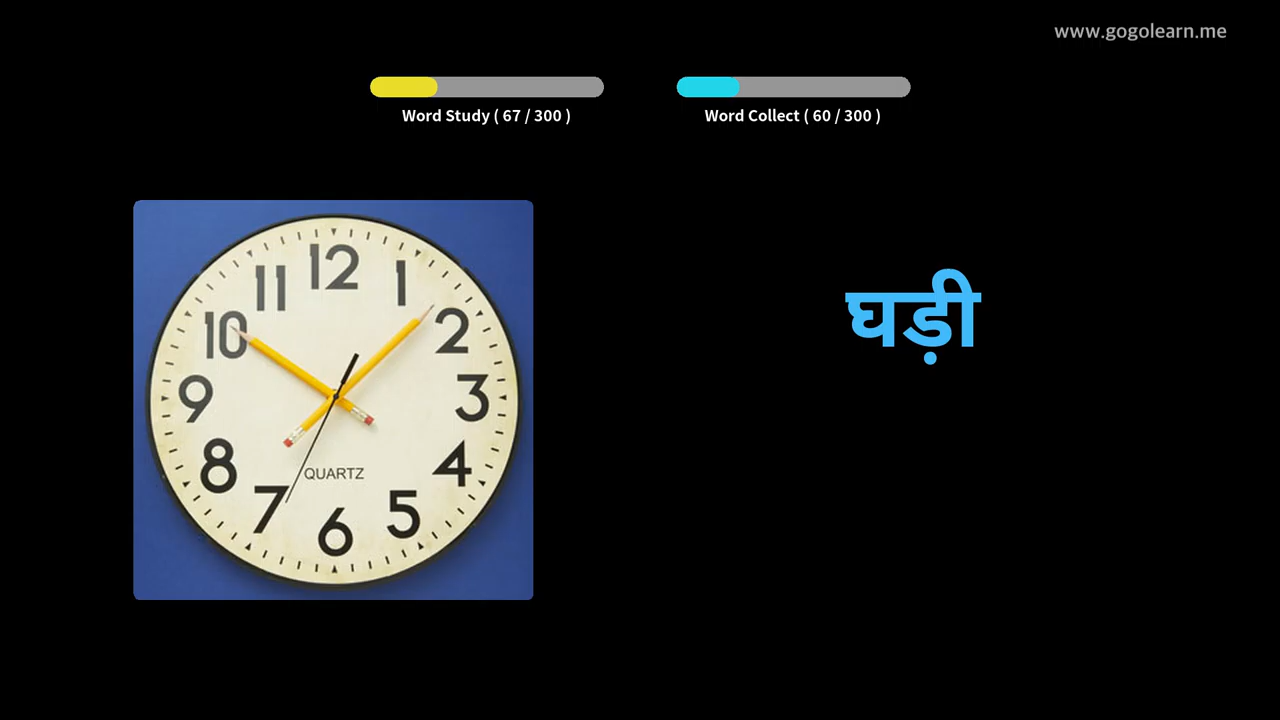 www.gogolearn.me
Word Study ( 67 / 300 )
Word Collect ( 60 / 300 )
12
11
1
10
2
9
3
8
4
7
5
6
QUARTZ
घड़ी